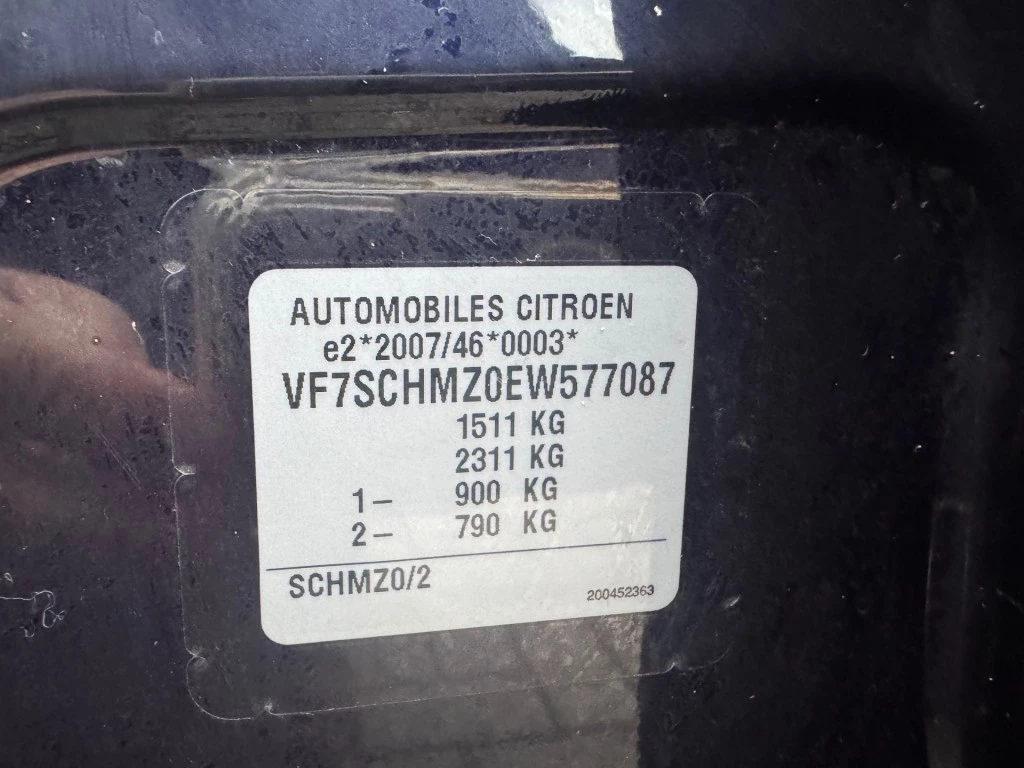 AUTOMOBILES CITROEN
e2*2007/46*0003*
VF7SCHMZ0EW577087
1511 KG
2311 KG
1– 900 KG
2– 790 KG
SCHMZ0/2
200452363